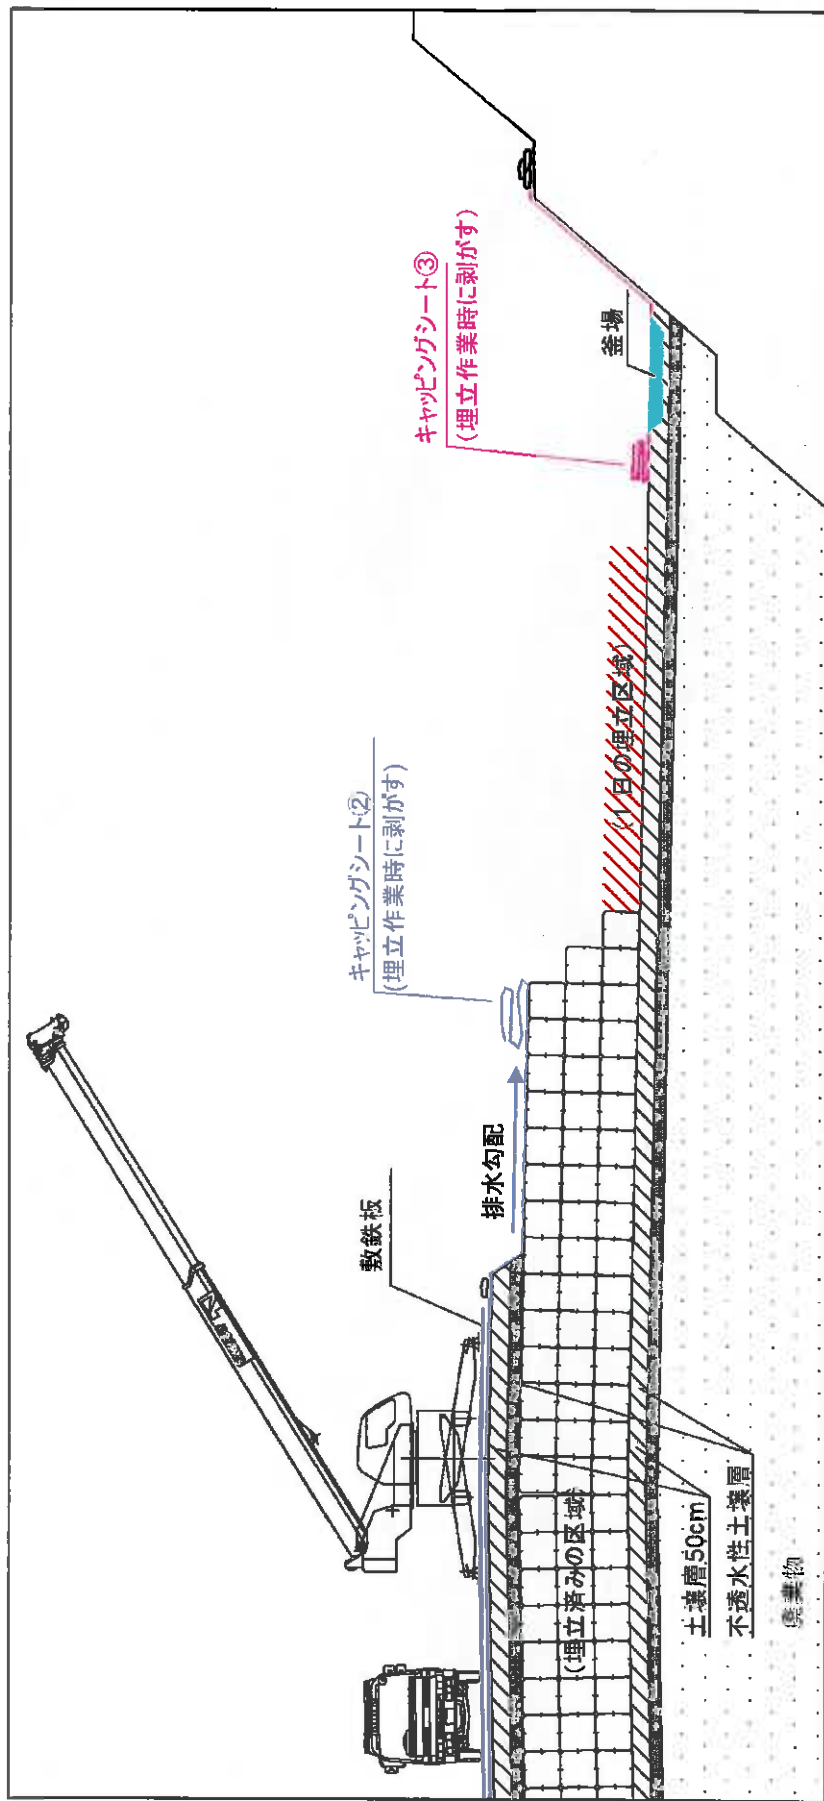 キャッピングシート③
(埋立作業時に剥がす)
釜場
キャッピングシート②
(埋立作業時に剥がす)
(1日の埋立区域)
排水勾配
敷鉄板
(埋立済みの区域)
土壌層50cm
不透水性土壌層
廃棄物